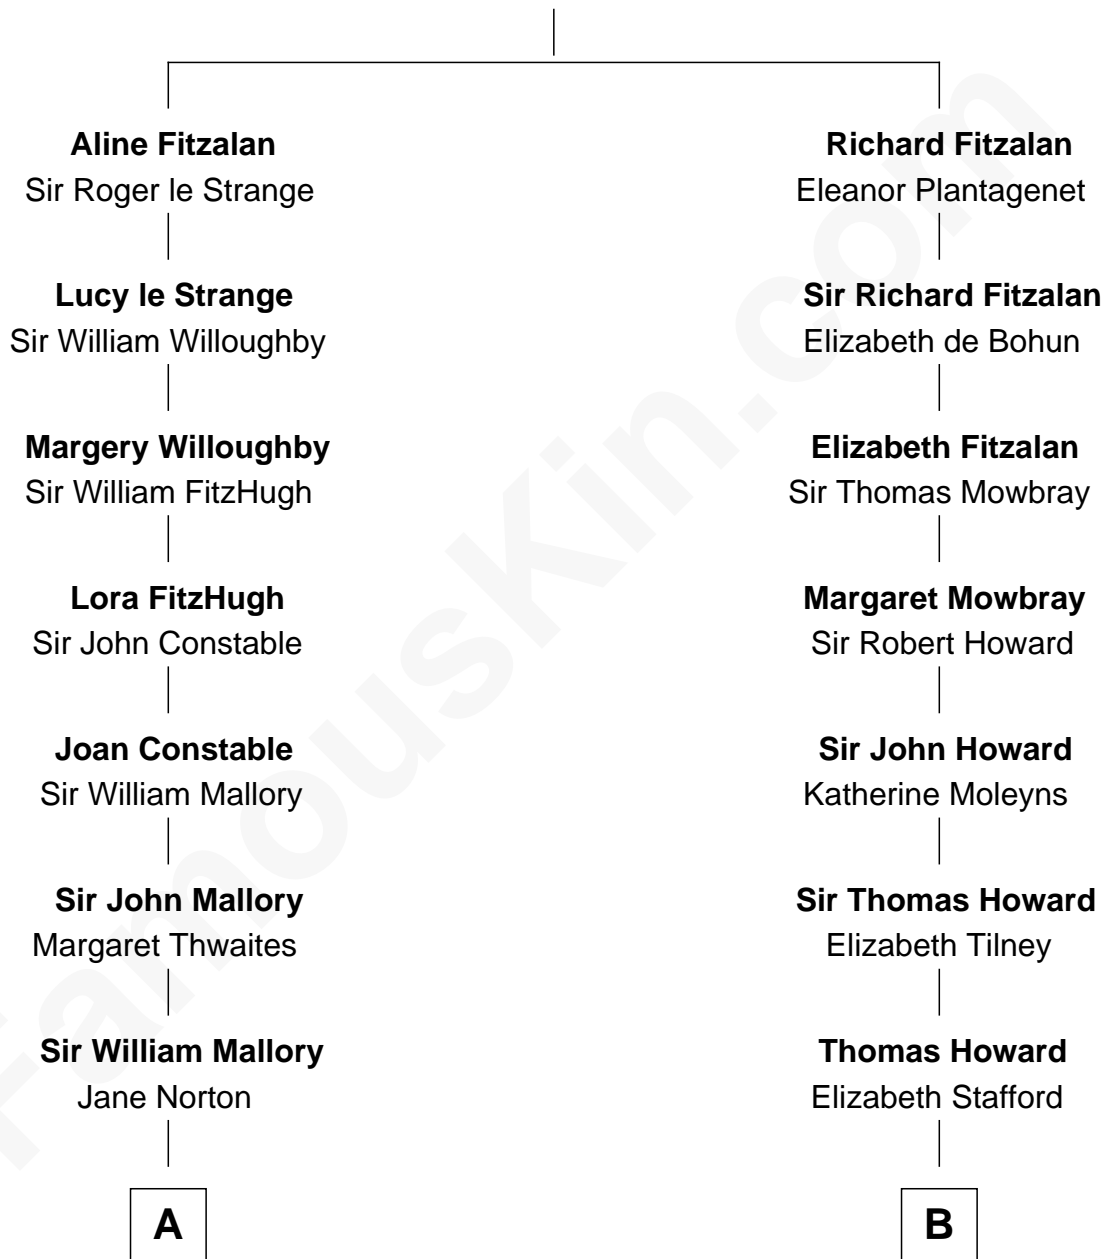 Aline Fitzalan
Sir Roger le Strange
Lucy le Strange
Sir William Willoughby
Margery Willoughby
Sir William FitzHugh
Lora FitzHugh
Sir John Constable
Joan Constable
Sir William Mallory
Sir John Mallory
Margaret Thwaites
Sir William Mallory
Jane Norton
A
Richard Fitzalan
Eleanor Plantagenet
Sir Richard Fitzalan
Elizabeth de Bohun
Elizabeth Fitzalan
Sir Thomas Mowbray
Margaret Mowbray
Sir Robert Howard
Sir John Howard
Katherine Moleyns
Sir Thomas Howard
Elizabeth Tilney
Thomas Howard
Elizabeth Stafford
B
FamousKin.com